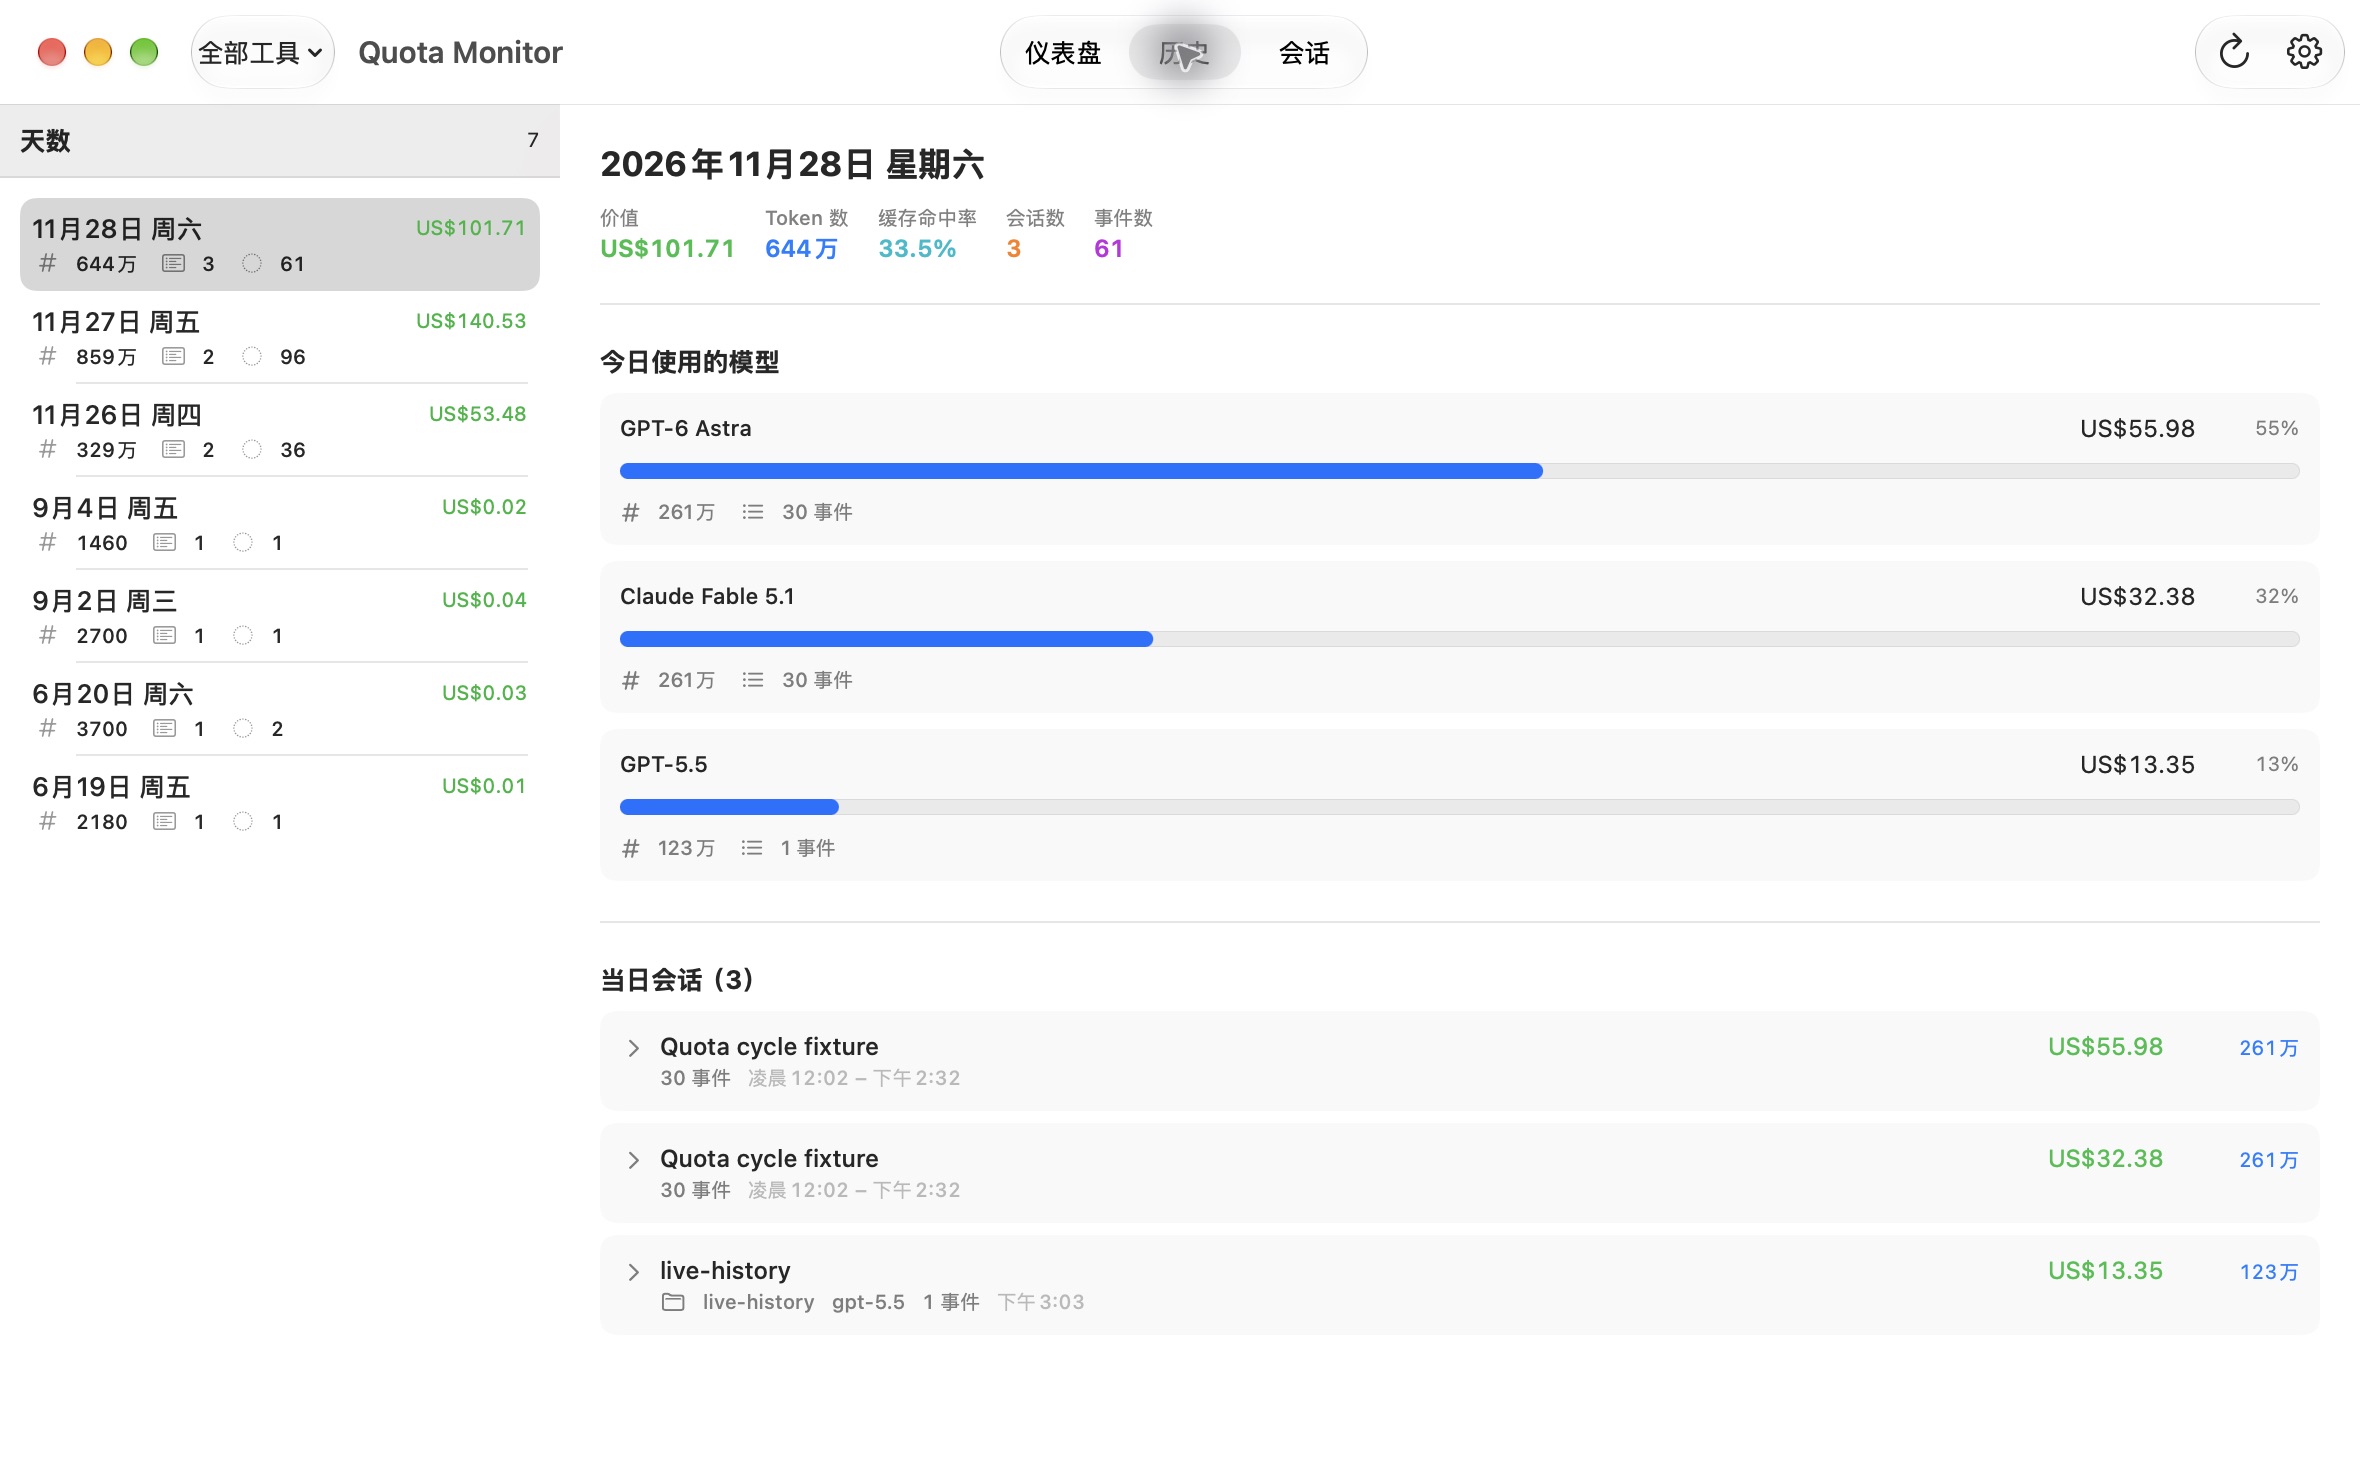 全部工具
Quota Monitor
仪表盘
历史
会话
天数
7
11月28日 周六
US$101.71
# 644万 3 61
11月27日 周五
US$140.53
# 859万 2 96
11月26日 周四
US$53.48
# 329万 2 36
9月4日 周五
US$0.02
# 1460 1 1
9月2日 周三
US$0.04
# 2700 1 1
6月20日 周六
US$0.03
# 3700 1 2
6月19日 周五
US$0.01
# 2180 1 1
2026年11月28日 星期六
价值 Token 数 缓存命中率 会话数 事件数
US$101.71 644万 33.5% 3 61
今日使用的模型
GPT-6 Astra
US$55.98 55%
# 261万 30 事件
Claude Fable 5.1
US$32.38 32%
# 261万 30 事件
GPT-5.5
US$13.35 13%
# 123万 1 事件
当日会话（3）
Quota cycle fixture
US$55.98 261万
30 事件 凌晨12:02 – 下午2:32
Quota cycle fixture
US$32.38 261万
30 事件 凌晨12:02 – 下午2:32
live-history
US$13.35 123万
live-history gpt-5.5 1 事件 下午3:03